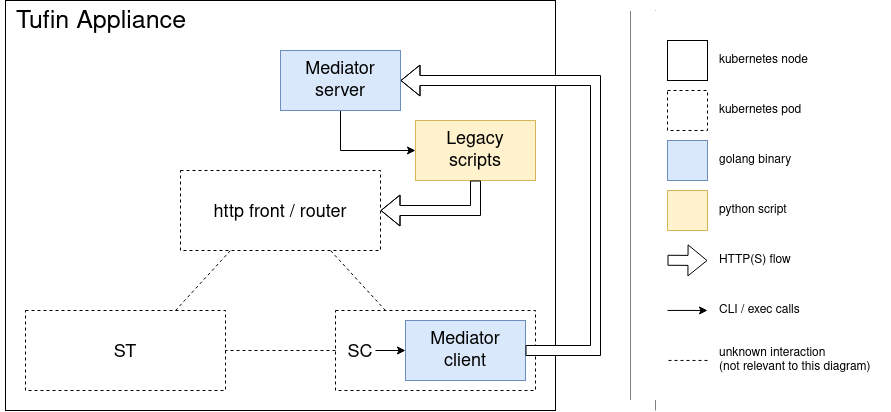 Tufin Appliance
Mediator
server
Legacy
scripts
http front / router
ST
SC
Mediator
client
kubernetes node
kubernetes pod
golang binary
python script
HTTP(S) flow
CLI / exec calls
unknown interaction
(not relevant to this diagram)